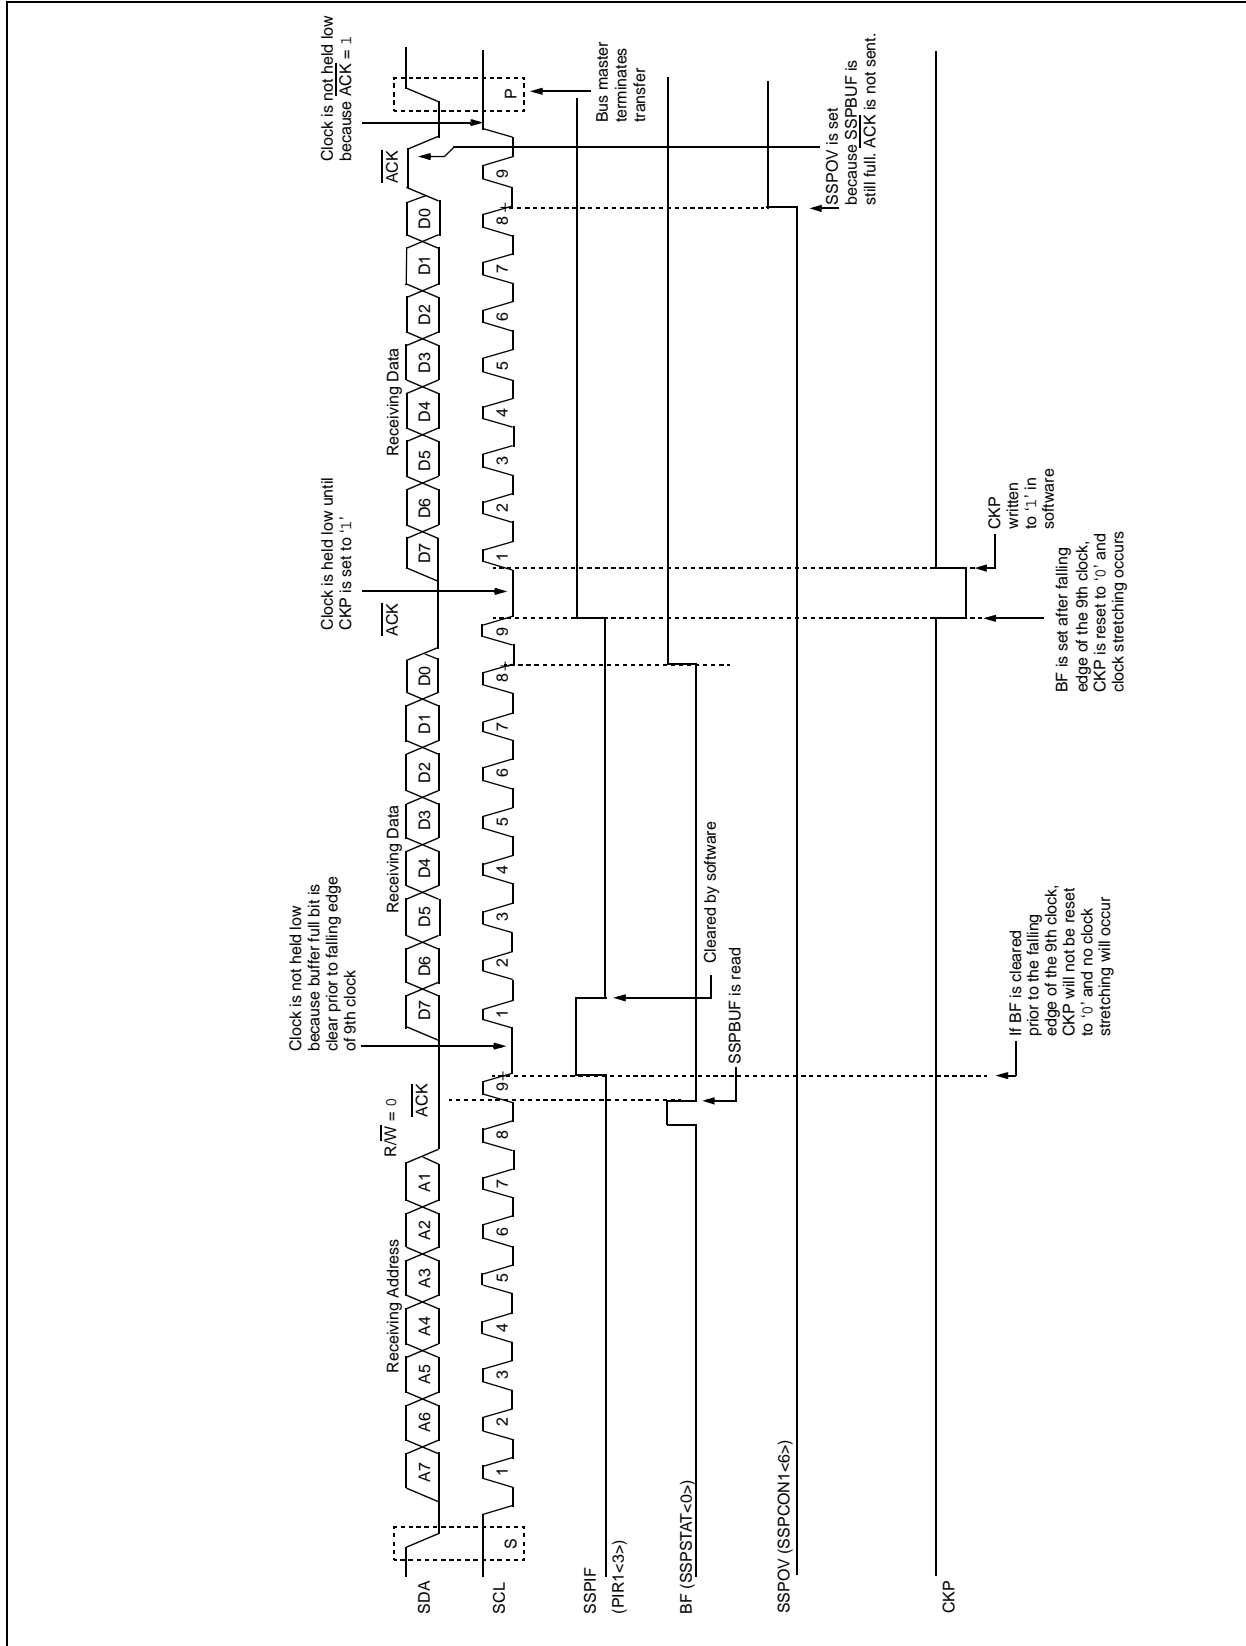 Clock is not held low
because buffer full bit is
clear prior to falling edge
of 9th clock
Clock is held low until
CKP is set to ‘1’
Clock is not held low
because ACK = 1
Receiving Address
R/W = 0
ACK
Receiving Data
ACK
Receiving Data
ACK
SDA
A7 A6 A5 A4 A3 A2 A1
D7 D6 D5 D4 D3 D2 D1 D0
D7 D6 D5 D4 D3 D2 D1 D0
SCL
S
1 2 3 4 5 6 7 8 9
1 2 3 4 5 6 7 8 9
1 2 3 4 5 6 7 8 9
P
SSPIF
(PIR1<3>)
Bus master
terminates
transfer
Cleared by software
BF (SSPSTAT<0>)
SSPBUF is read
SSPOV (SSPCON1<6>)
SSPOV is set
because SSPBUF is
still full. ACK is not sent.
CKP
CKP
written
to ‘1’ in
software
If BF is cleared
prior to the falling
edge of the 9th clock,
CKP will not be reset
to ‘0’ and no clock
stretching will occur
BF is set after falling
edge of the 9th clock,
CKP is reset to ‘0’ and
clock stretching occurs